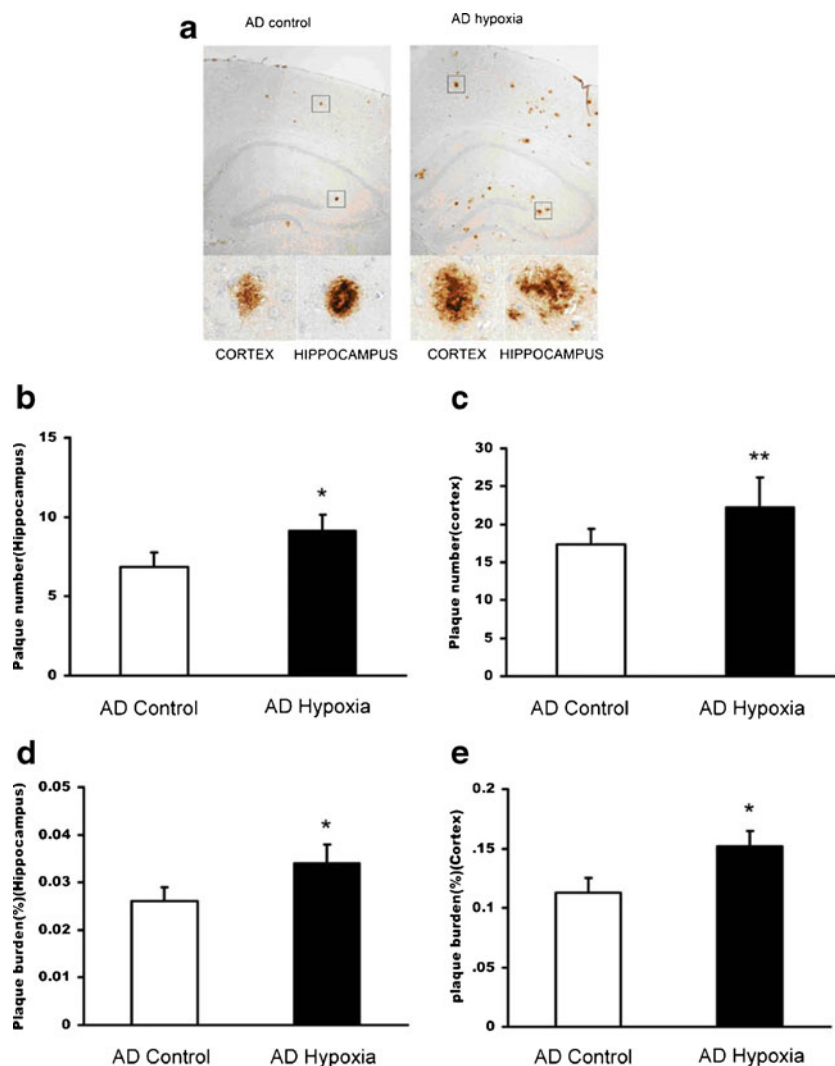 a
AD control
AD hypoxia
CORTEX
HIPPOCAMPUS
CORTEX
HIPPOCAMPUS
b
Palque number(Hippocampus)
15
10
5
0
*
AD Control
AD Hypoxia
c
Plaque number(cortex)
30
25
20
15
10
5
0
**
AD Control
AD Hypoxia
d
Plaque burden(%)(Hippocampus)
0.05
0.04
0.03
0.02
0.01
0
*
AD Control
AD Hypoxia
e
plaque burden(%)(Cortex)
0.2
.15
0.1
.05
0
*
AD Control
AD Hypoxia